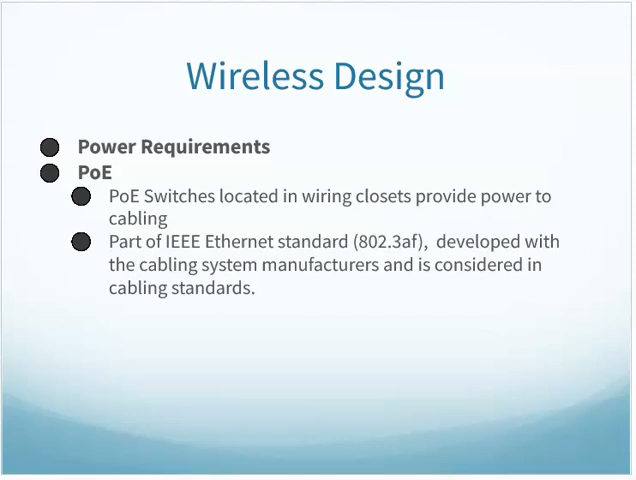 Wireless Design
Power Requirements
PoE
PoE Switches located in wiring closets provide power to
cabling
Part of IEEE Ethernet standard (802.3af),  developed with
the cabling system manufacturers and is considered in
cabling standards.